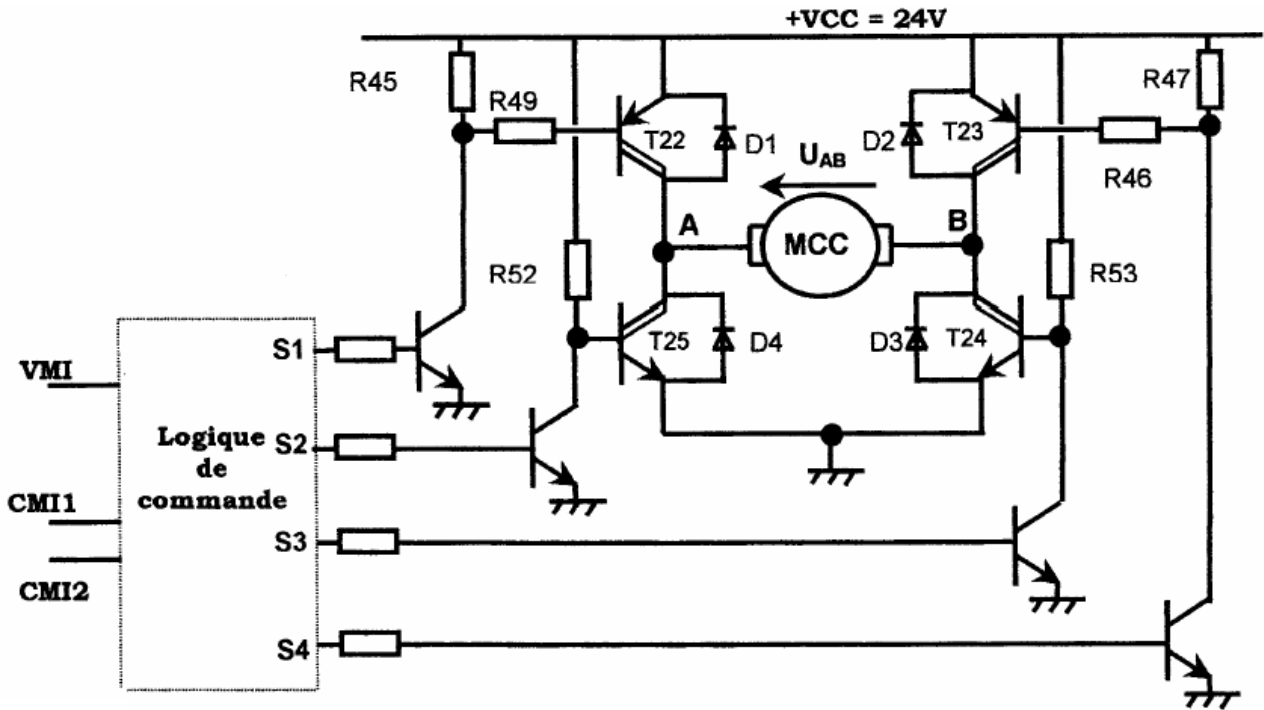 +VCC = 24V
R45
R49
T22
D1
D2
T23
R47
R46
UAB
A
B
MCC
R52
R53
T25
D4
D3
T24
VMI
CMI1
CMI2
Logique
de
commande
S1
S2
S3
S4